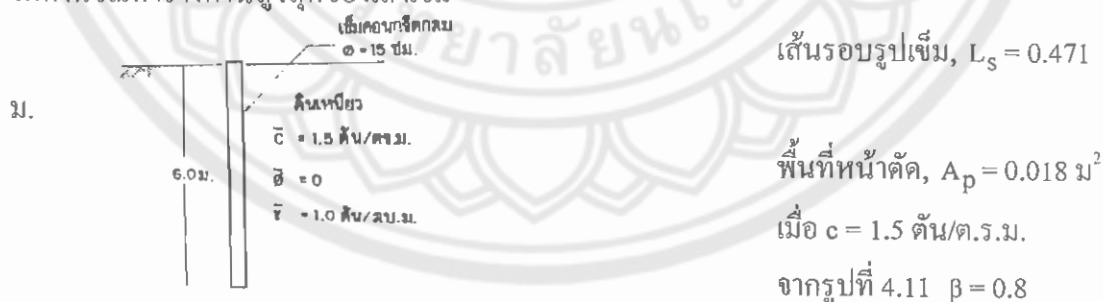 เข็มคอนกรีตกลม
ø = 15 ซม.
เส้นรอบรูปเข็ม, L_S = 0.471
ม.
ดินเหนียว
c̄ = 1.5 ตัน/ตร.ม.
6.0 ม.
ø̄ = 0
γ̄ = 1.0 ตัน/ลบ.ม.
พื้นที่หน้าตัด, A_p = 0.018 ม²
เมื่อ c = 1.5 ตัน/ต.ร.ม.
จากรูปที่ 4.11 β = 0.8